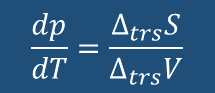 dp/dT = Δ_trs S/Δ_trs V